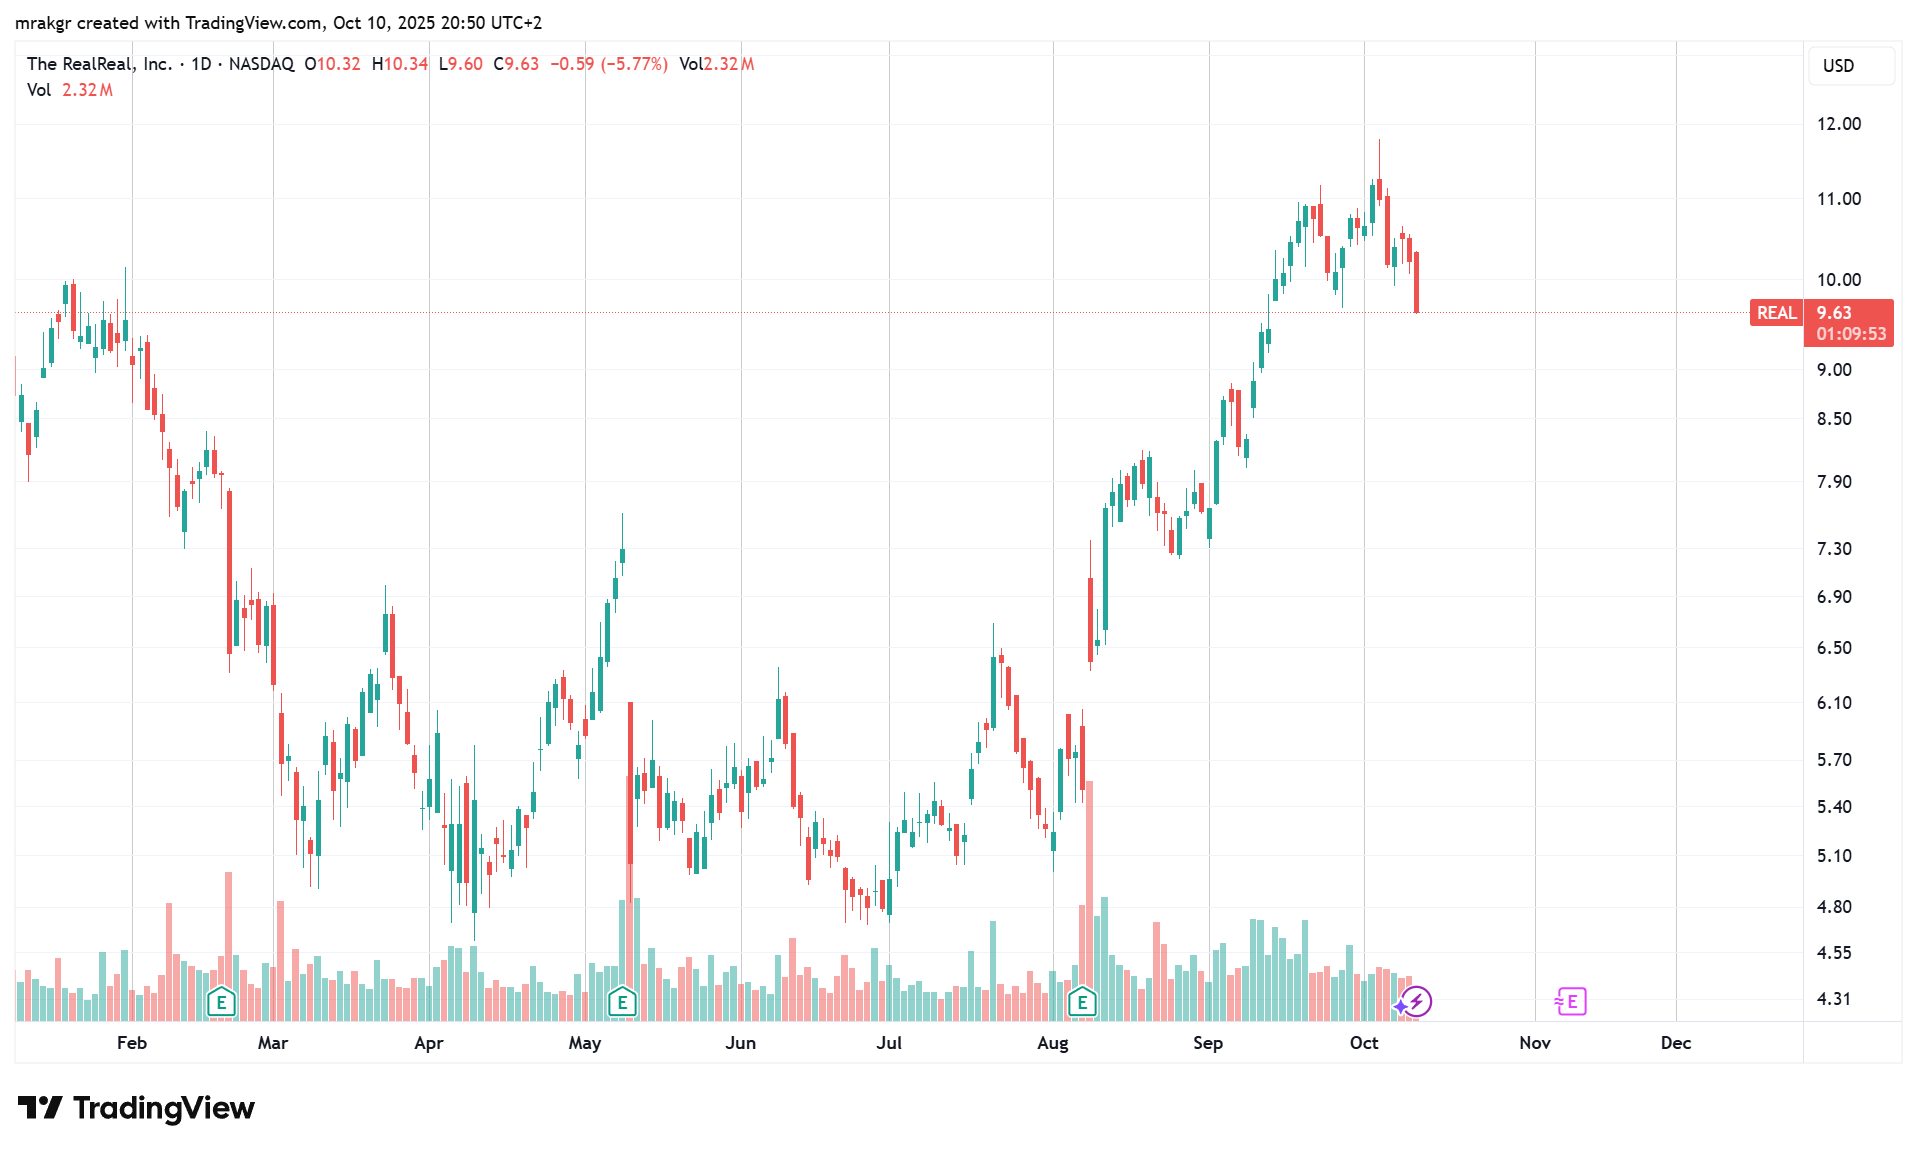 mrakgr created with TradingView.com, Oct 10, 2025 20:50 UTC+2
The RealReal, Inc. · 1D · NASDAQ O10.32 H10.34 L9.60 C9.63 −0.59 (−5.77%) Vol2.32M
Vol 2.32M
USD
12.00
11.00
10.00
REAL 9.63
01:09:53
9.00
8.50
7.90
7.30
6.90
6.50
6.10
5.70
5.40
5.10
4.80
4.55
4.31
E E E ≈E
Feb Mar Apr May Jun Jul Aug Sep Oct Nov Dec
TradingView